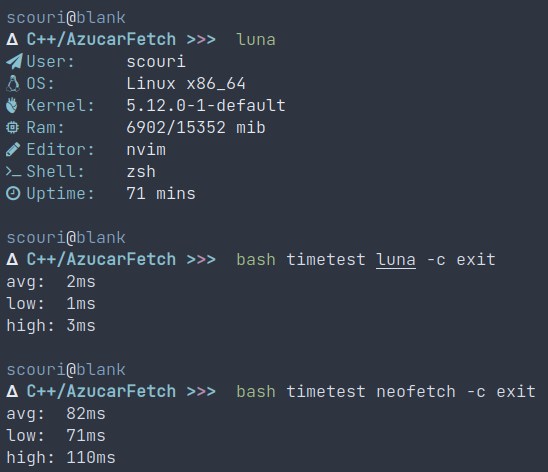 scouri@blank
Δ C++/AzucarFetch >>>  luna
User:   scouri
OS:     Linux x86_64
Kernel:   5.12.0-1-default
Ram:    6902/15352 mib
Editor:   nvim
Shell:   zsh
Uptime:   71 mins
scouri@blank
Δ C++/AzucarFetch >>>  bash timetest luna -c exit
avg:  2ms
low:  1ms
high: 3ms
scouri@blank
Δ C++/AzucarFetch >>>  bash timetest neofetch -c exit
avg:  82ms
low:  71ms
high: 110ms